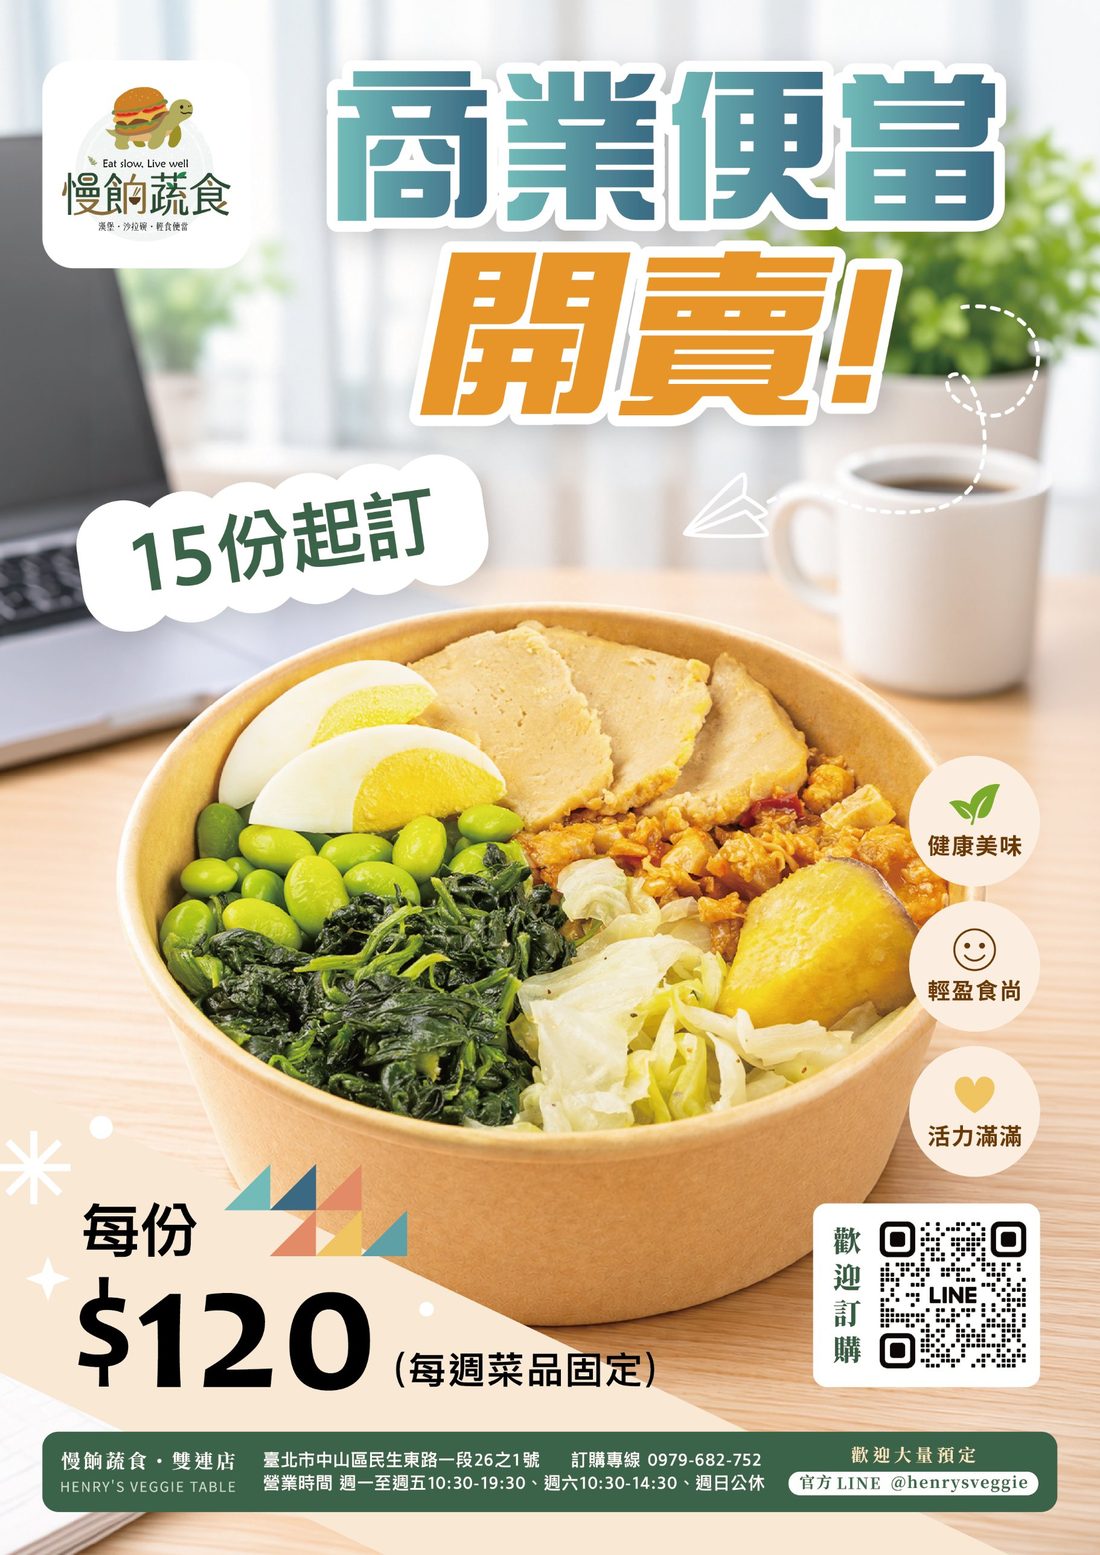 Eat slow, Live well
慢餉蔬食
漢堡・沙拉碗・輕食便當
商業便當
開賣!
15份起訂
健康美味
輕盈食尚
活力滿滿
每份
$120 (每週菜品固定)
歡迎訂購
LINE
慢餉蔬食・雙連店
HENRY'S VEGGIE TABLE
臺北市中山區民生東路一段26之1號 訂購專線 0979-682-752
營業時間 週一至週五10:30-19:30、週六10:30-14:30、週日公休
歡迎大量預定
官方 LINE @henrysveggie